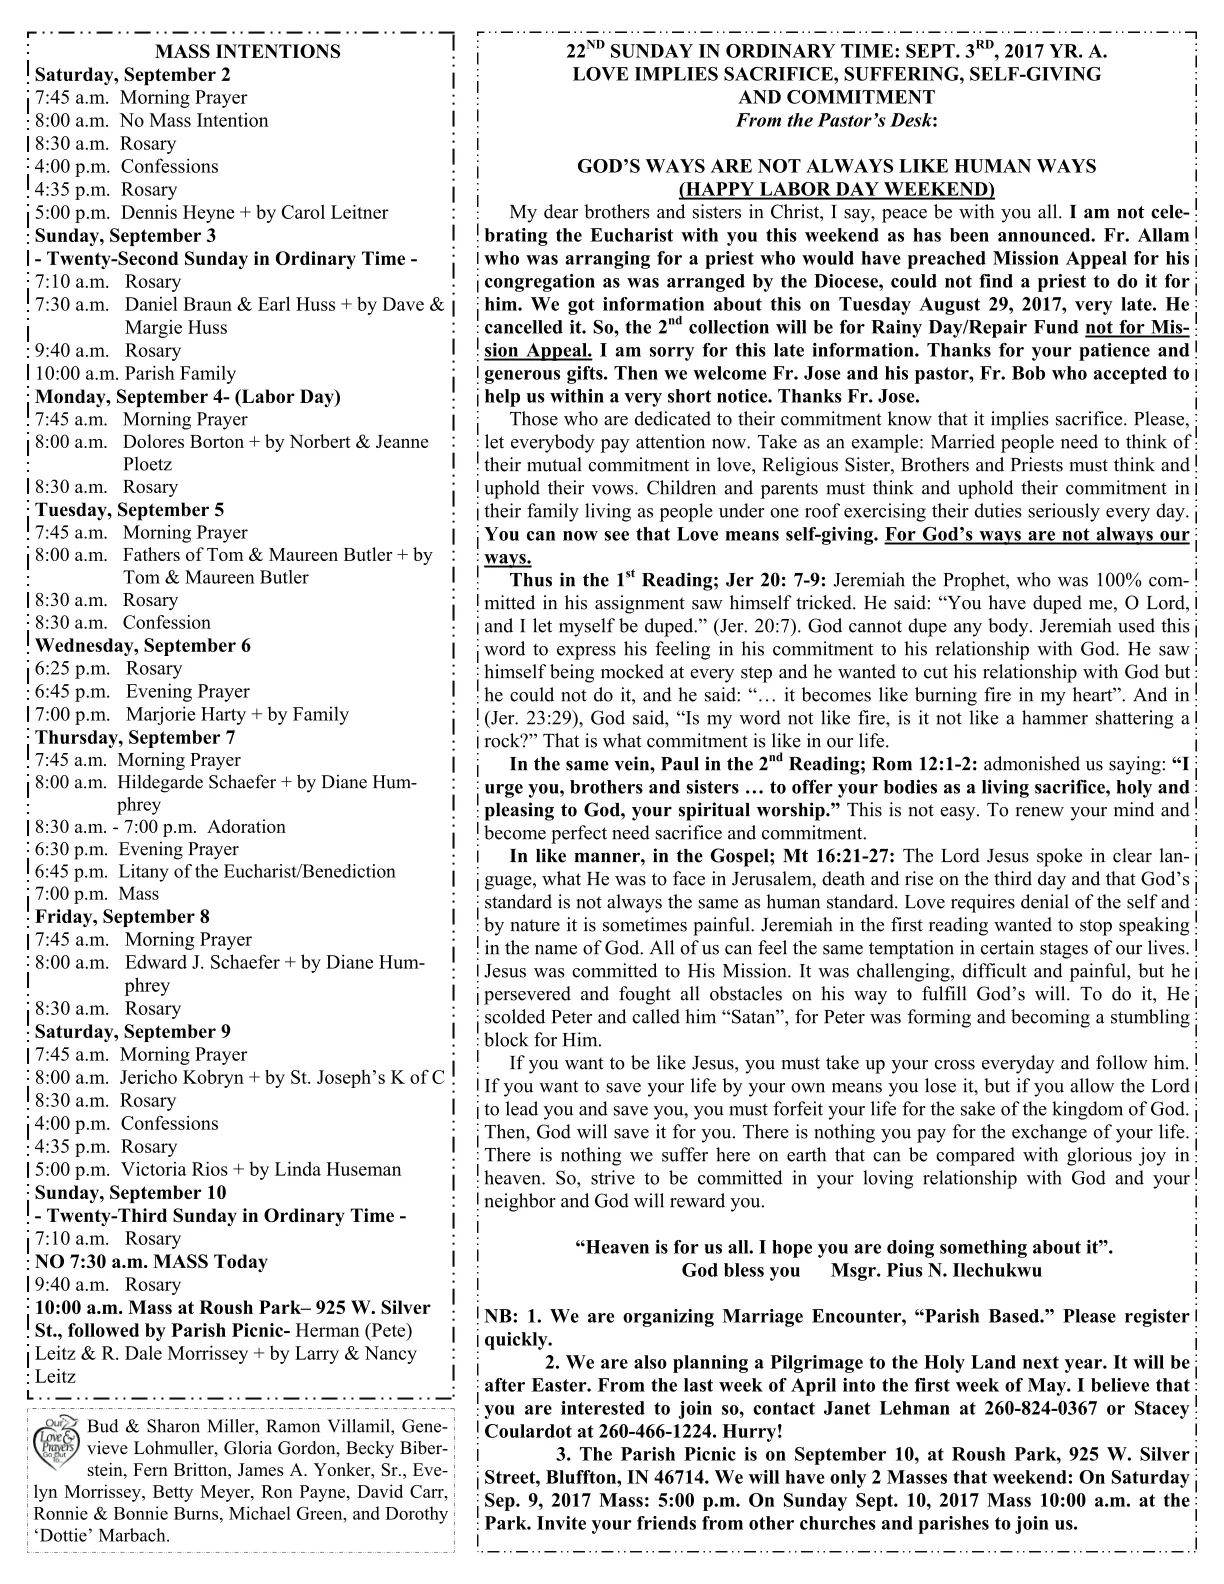 MASS INTENTIONS
Saturday, September 2
7:45 a.m. Morning Prayer
8:00 a.m. No Mass Intention
8:30 a.m. Rosary
4:00 p.m. Confessions
4:35 p.m. Rosary
5:00 p.m. Dennis Heyne + by Carol Leitner
Sunday, September 3
- Twenty-Second Sunday in Ordinary Time -
7:10 a.m. Rosary
7:30 a.m. Daniel Braun & Earl Huss + by Dave &
Margie Huss
9:40 a.m. Rosary
10:00 a.m. Parish Family
Monday, September 4- (Labor Day)
7:45 a.m. Morning Prayer
8:00 a.m. Dolores Borton + by Norbert & Jeanne
Ploetz
8:30 a.m. Rosary
Tuesday, September 5
7:45 a.m. Morning Prayer
8:00 a.m. Fathers of Tom & Maureen Butler + by
Tom & Maureen Butler
8:30 a.m. Rosary
8:30 a.m. Confession
Wednesday, September 6
6:25 p.m. Rosary
6:45 p.m. Evening Prayer
7:00 p.m. Marjorie Harty + by Family
Thursday, September 7
7:45 a.m. Morning Prayer
8:00 a.m. Hildegarde Schaefer + by Diane Hum-
phrey
8:30 a.m. - 7:00 p.m. Adoration
6:30 p.m. Evening Prayer
6:45 p.m. Litany of the Eucharist/Benediction
7:00 p.m. Mass
Friday, September 8
7:45 a.m. Morning Prayer
8:00 a.m. Edward J. Schaefer + by Diane Hum-
phrey
8:30 a.m. Rosary
Saturday, September 9
7:45 a.m. Morning Prayer
8:00 a.m. Jericho Kobryn + by St. Joseph's K of C
8:30 a.m. Rosary
4:00 p.m. Confessions
4:35 p.m. Rosary
5:00 p.m. Victoria Rios + by Linda Huseman
Sunday, September 10
- Twenty-Third Sunday in Ordinary Time -
7:10 a.m. Rosary
NO 7:30 a.m. MASS Today
9:40 a.m. Rosary
10:00 a.m. Mass at Roush Park– 925 W. Silver
St., followed by Parish Picnic- Herman (Pete)
Leitz & R. Dale Morrissey + by Larry & Nancy
Leitz
Our
Love &
Prayers
Go Out
To...
Bud & Sharon Miller, Ramon Villamil, Gene-
vieve Lohmuller, Gloria Gordon, Becky Biber-
stein, Fern Britton, James A. Yonker, Sr., Eve-
lyn Morrissey, Betty Meyer, Ron Payne, David Carr,
Ronnie & Bonnie Burns, Michael Green, and Dorothy
‘Dottie’ Marbach.
22ND SUNDAY IN ORDINARY TIME: SEPT. 3RD, 2017 YR. A.
LOVE IMPLIES SACRIFICE, SUFFERING, SELF-GIVING
AND COMMITMENT
From the Pastor's Desk:
GOD'S WAYS ARE NOT ALWAYS LIKE HUMAN WAYS
(HAPPY LABOR DAY WEEKEND)
My dear brothers and sisters in Christ, I say, peace be with you all. I am not cele-
brating the Eucharist with you this weekend as has been announced. Fr. Allam
who was arranging for a priest who would have preached Mission Appeal for his
congregation as was arranged by the Diocese, could not find a priest to do it for
him. We got information about this on Tuesday August 29, 2017, very late. He
cancelled it. So, the 2nd collection will be for Rainy Day/Repair Fund not for Mis-
sion Appeal. I am sorry for this late information. Thanks for your patience and
generous gifts. Then we welcome Fr. Jose and his pastor, Fr. Bob who accepted to
help us within a very short notice. Thanks Fr. Jose.
Those who are dedicated to their commitment know that it implies sacrifice. Please,
let everybody pay attention now. Take as an example: Married people need to think of
their mutual commitment in love, Religious Sister, Brothers and Priests must think and
uphold their vows. Children and parents must think and uphold their commitment in
their family living as people under one roof exercising their duties seriously every day.
You can now see that Love means self-giving. For God's ways are not always our
ways.
Thus in the 1st Reading; Jer 20: 7-9: Jeremiah the Prophet, who was 100% com-
mitted in his assignment saw himself tricked. He said: “You have duped me, O Lord,
and I let myself be duped.” (Jer. 20:7). God cannot dupe any body. Jeremiah used this
word to express his feeling in his commitment to his relationship with God. He saw
himself being mocked at every step and he wanted to cut his relationship with God but
he could not do it, and he said: “… it becomes like burning fire in my heart”. And in
(Jer. 23:29), God said, “Is my word not like fire, is it not like a hammer shattering a
rock?” That is what commitment is like in our life.
In the same vein, Paul in the 2nd Reading; Rom 12:1-2: admonished us saying: “I
urge you, brothers and sisters … to offer your bodies as a living sacrifice, holy and
pleasing to God, your spiritual worship.” This is not easy. To renew your mind and
become perfect need sacrifice and commitment.
In like manner, in the Gospel; Mt 16:21-27: The Lord Jesus spoke in clear lan-
guage, what He was to face in Jerusalem, death and rise on the third day and that God's
standard is not always the same as human standard. Love requires denial of the self and
by nature it is sometimes painful. Jeremiah in the first reading wanted to stop speaking
in the name of God. All of us can feel the same temptation in certain stages of our lives.
Jesus was committed to His Mission. It was challenging, difficult and painful, but he
persevered and fought all obstacles on his way to fulfill God's will. To do it, He
scolded Peter and called him “Satan”, for Peter was forming and becoming a stumbling
block for Him.
If you want to be like Jesus, you must take up your cross everyday and follow him.
If you want to save your life by your own means you lose it, but if you allow the Lord
to lead you and save you, you must forfeit your life for the sake of the kingdom of God.
Then, God will save it for you. There is nothing you pay for the exchange of your life.
There is nothing we suffer here on earth that can be compared with glorious joy in
heaven. So, strive to be committed in your loving relationship with God and your
neighbor and God will reward you.
“Heaven is for us all. I hope you are doing something about it”.
God bless you Msgr. Pius N. Ilechukwu
NB: 1. We are organizing Marriage Encounter, “Parish Based.” Please register
quickly.
2. We are also planning a Pilgrimage to the Holy Land next year. It will be
after Easter. From the last week of April into the first week of May. I believe that
you are interested to join so, contact Janet Lehman at 260-824-0367 or Stacey
Coulardot at 260-466-1224. Hurry!
3. The Parish Picnic is on September 10, at Roush Park, 925 W. Silver
Street, Bluffton, IN 46714. We will have only 2 Masses that weekend: On Saturday
Sep. 9, 2017 Mass: 5:00 p.m. On Sunday Sept. 10, 2017 Mass 10:00 a.m. at the
Park. Invite your friends from other churches and parishes to join us.